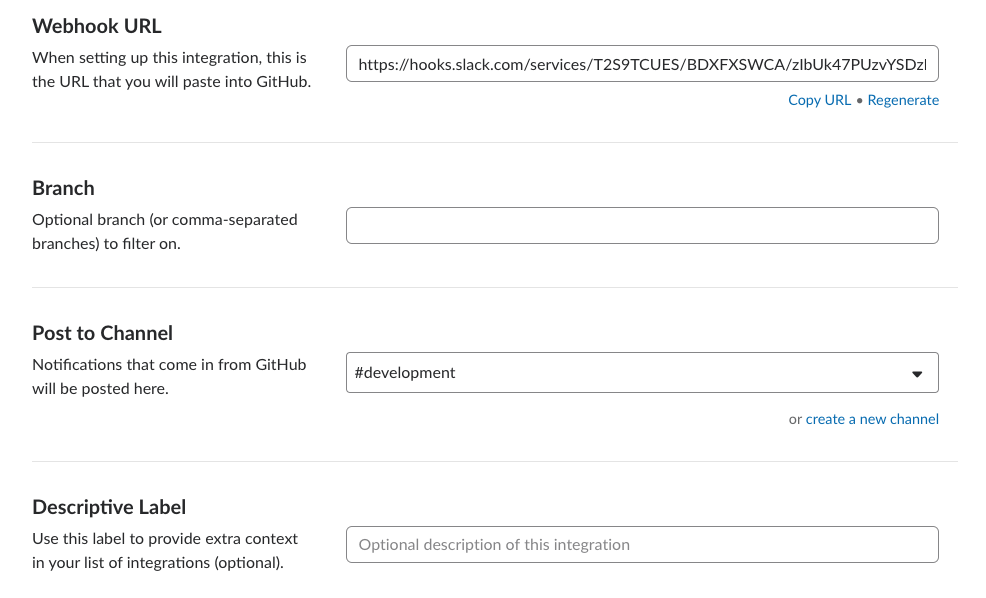 Webhook URL
When setting up this integration, this is
the URL that you will paste into GitHub.
https://hooks.slack.com/services/T2S9TCUES/BDXFXSWCA/zIbUk47PUzvYSDzl
Copy URL • Regenerate
Branch
Optional branch (or comma-separated
branches) to filter on.
Post to Channel
Notifications that come in from GitHub
will be posted here.
#development
or create a new channel
Descriptive Label
Use this label to provide extra context
in your list of integrations (optional).
Optional description of this integration